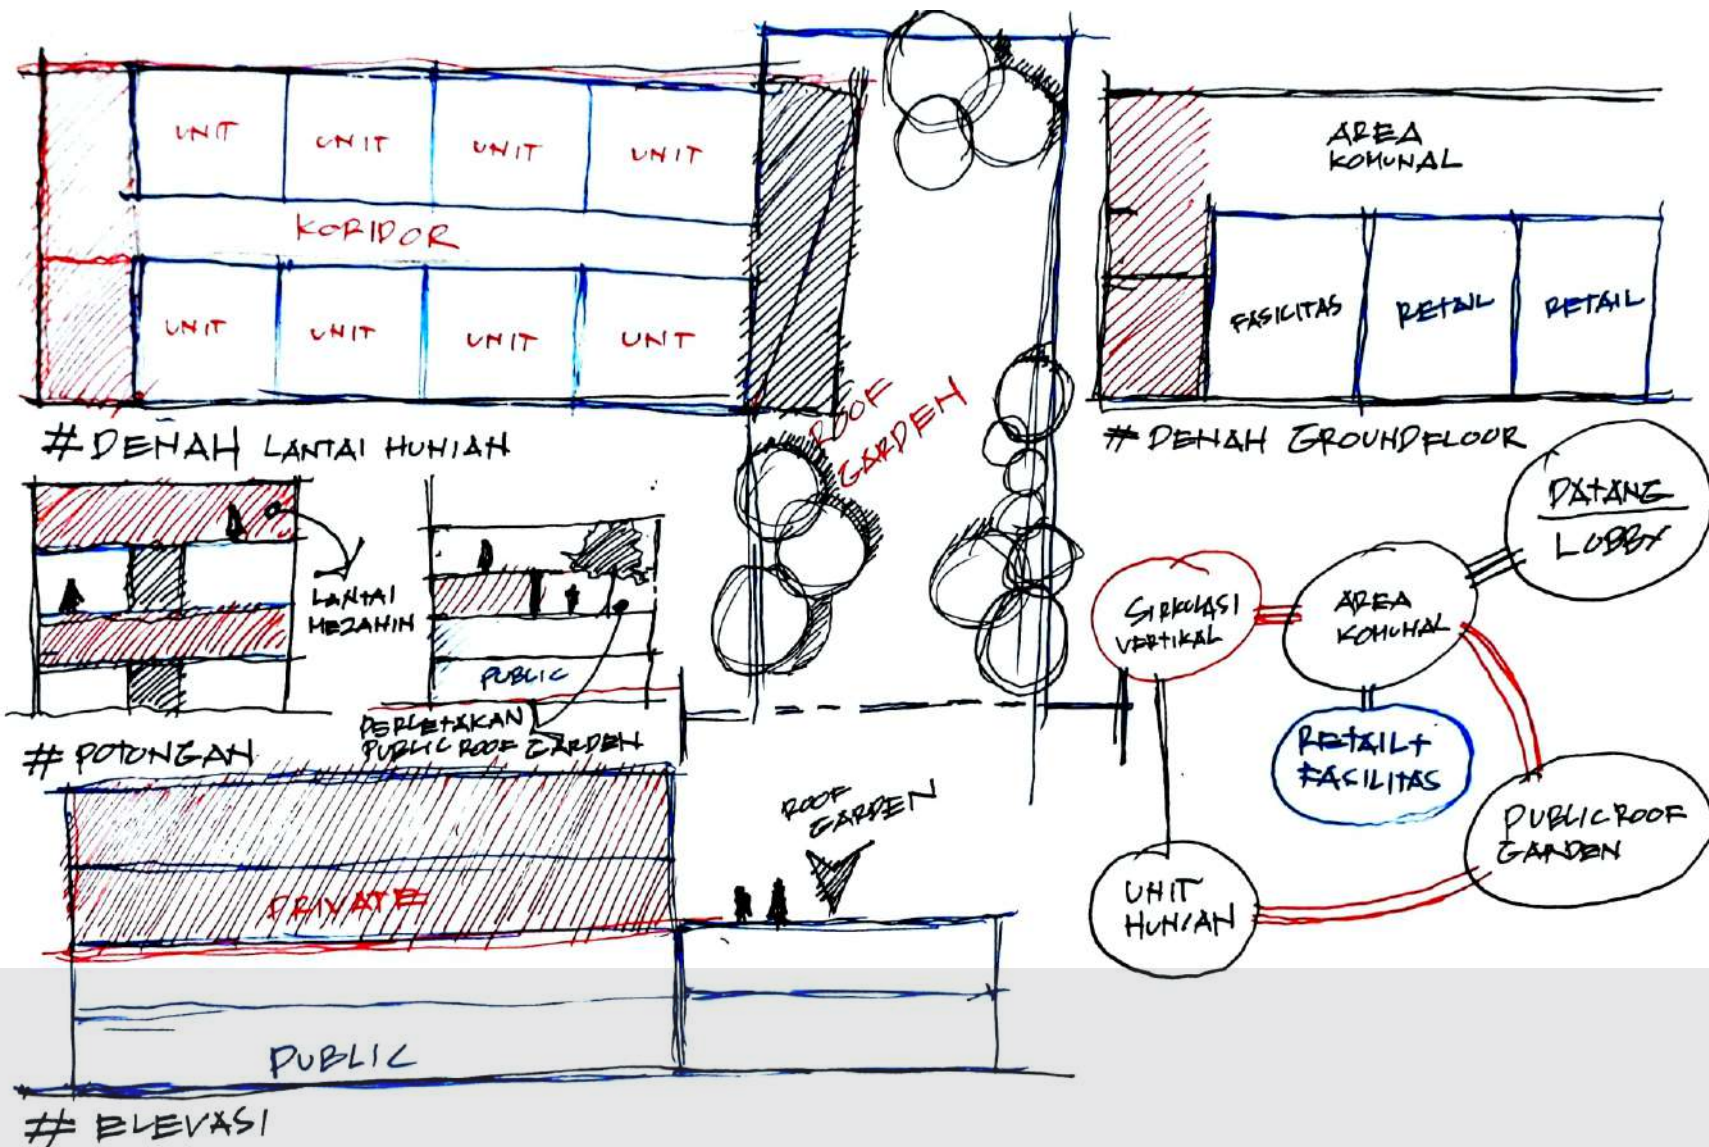 UNIT UNIT UNIT UNIT
KORIDOR
UNIT UNIT UNIT UNIT
# DENAH LANTAI HUNIAN
ROOF
GARDEN
AREA
KOMUNAL
FASICITAS RETAIL RETAIL
# DENAH GROUNDFLOOR
LANTAI
MEZANIN
PUBLIC
PERLETAKAN
PUBLIC ROOF GARDEN
# POTONGAN
DATANG
LOBBY
SIRKULASI
VERTIKAL
AREA
KOMUNAL
RETAIL+
FASILITAS
PUBLIC ROOF
GARDEN
UNIT
HUNIAN
PRIVATE
ROOF
GARDEN
PUBLIC
# ELEVASI